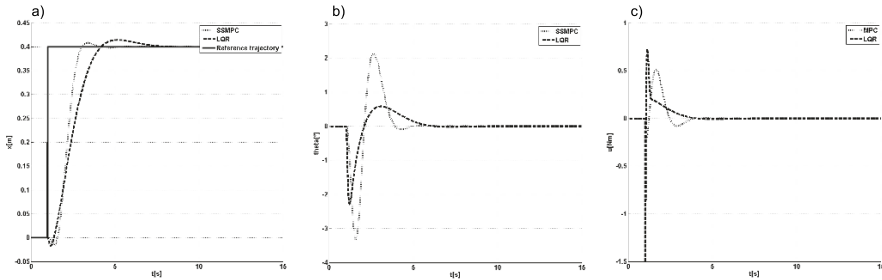 a)
0.45
0.4
0.35
0.3
0.25
0.2
0.15
0.1
0.05
0
-0.05
0
5
10
15
x[m]
t[s]
SSMPC
LQR
Reference trajectory
b)
3
2
1
0
-1
-2
-3
-4
0
5
10
15
theta[°]
t[s]
SSMPC
LQR
c)
1
0.5
0
-0.5
-1
-1.5
0
5
10
15
u[Nm]
t[s]
MPC
LQR